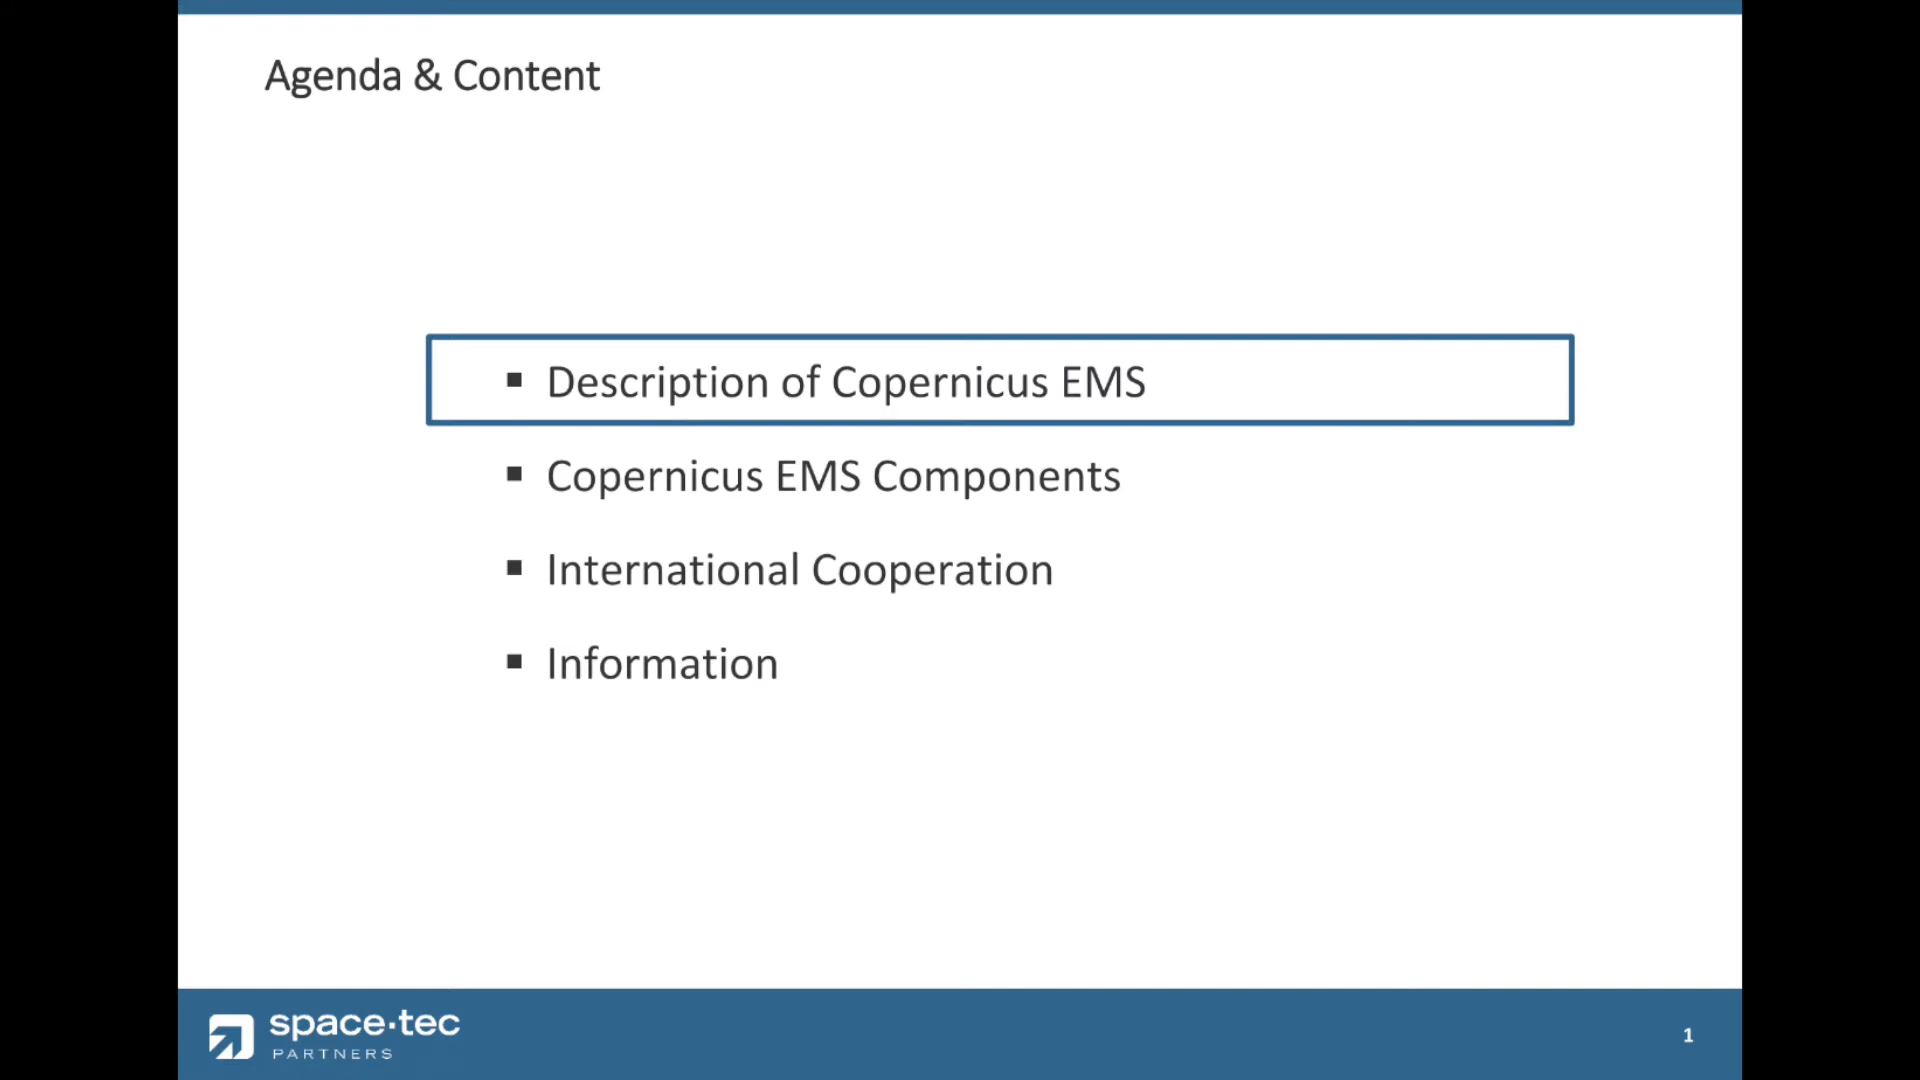 Agenda & Content
▪ Description of Copernicus EMS
▪ Copernicus EMS Components
▪ International Cooperation
▪ Information
space·tec
PARTNERS
1